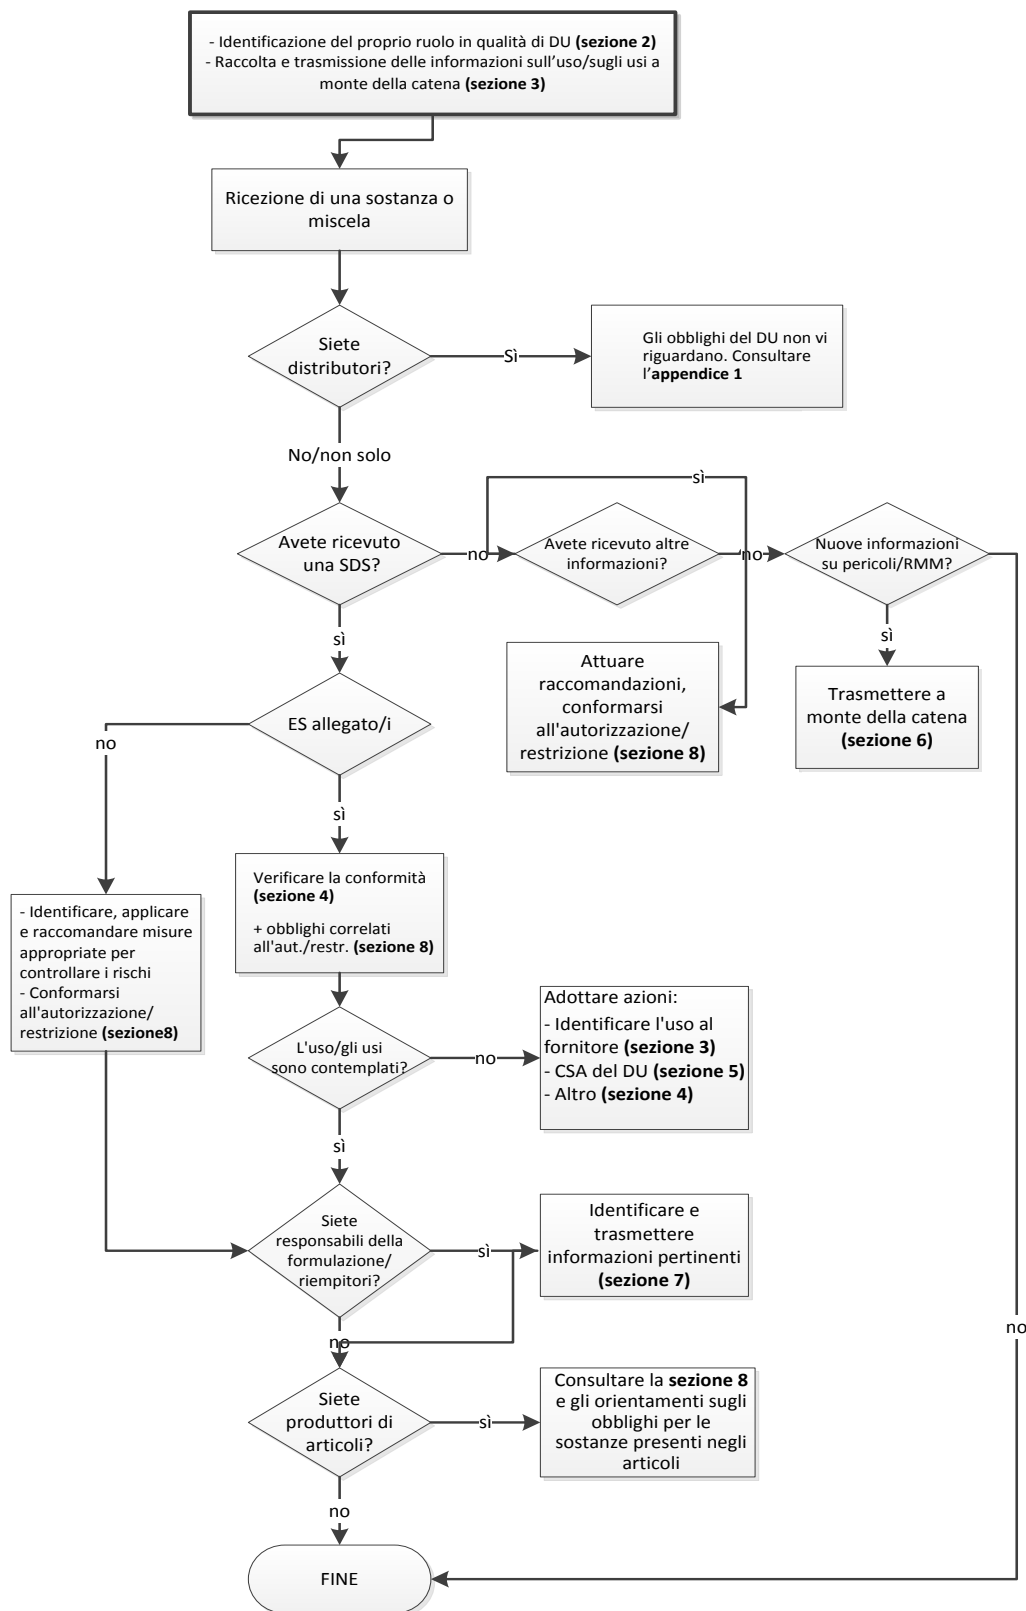 - Identificazione del proprio ruolo in qualità di DU (sezione 2)
- Raccolta e trasmissione delle informazioni sull'uso/sugli usi a
monte della catena (sezione 3)
Ricezione di una sostanza o
miscela
Siete
distributori?
Sì
Gli obblighi del DU non vi
riguardano. Consultare
l'appendice 1
No/non solo
sì
Avete ricevuto
una SDS?
no
Avete ricevuto altre
informazioni?
no
Nuove informazioni
su pericoli/RMM?
sì
sì
Attuare
raccomandazioni,
conformarsi
all'autorizzazione/
restrizione (sezione 8)
Trasmettere a
monte della catena
(sezione 6)
ES allegato/i
no
sì
Verificare la conformità
(sezione 4)
+ obblighi correlati
all'aut./restr. (sezione 8)
- Identificare, applicare
e raccomandare misure
appropriate per
controllare i rischi
- Conformarsi
all'autorizzazione/
restrizione (sezione8)
L'uso/gli usi
sono contemplati?
no
Adottare azioni:
- Identificare l'uso al
fornitore (sezione 3)
- CSA del DU (sezione 5)
- Altro (sezione 4)
sì
Siete
responsabili della
formulazione/
riempitori?
sì
Identificare e
trasmettere
informazioni pertinenti
(sezione 7)
no
no
Siete
produttori di
articoli?
sì
Consultare la sezione 8
e gli orientamenti sugli
obblighi per le
sostanze presenti negli
articoli
no
FINE